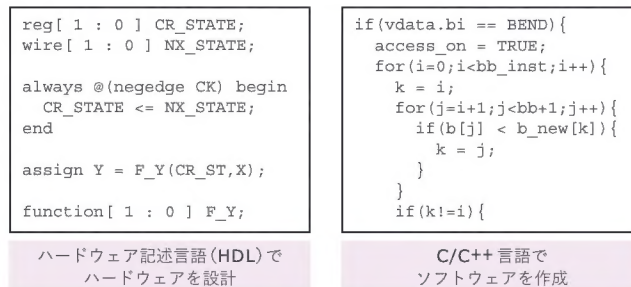 reg[ 1 : 0 ] CR_STATE;
wire[ 1 : 0 ] NX_STATE;
always @(negedge CK) begin
CR_STATE <= NX_STATE;
end
assign Y = F_Y(CR_ST,X);
function[ 1 : 0 ] F_Y;
ハードウェア記述言語(HDL)で
ハードウェアを設計
if(vdata.bi == BEND){
access_on = TRUE;
for(i=0;i<bb_inst;i++){
k = i;
for(j=i+1;j<bb+1;j++){
if(b[j] < b_new[k]){
k = j;
}
}
if(k!=i){
C/C++ 言語で
ソフトウェアを作成